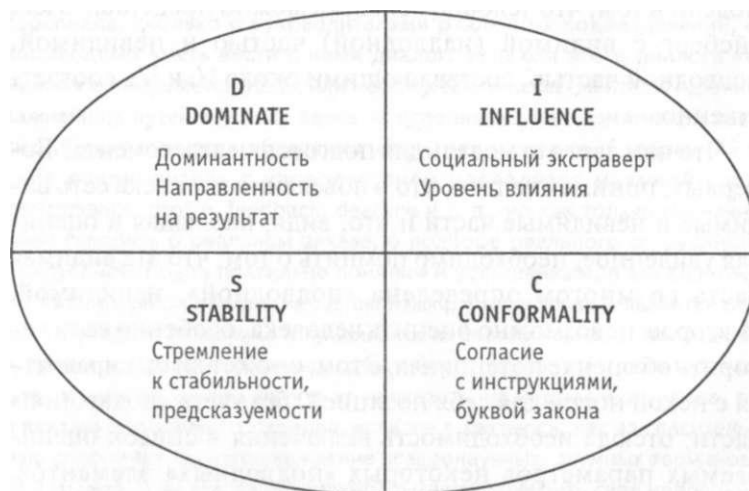 D
DOMINATE
Доминантность
Направленность
на результат
I
INFLUENCE
Социальный экстраверт
Уровень влияния
S
STABILITY
Стремление
к стабильности,
предсказуемости
C
CONFORMALITY
Согласие
с инструкциями,
буквой закона